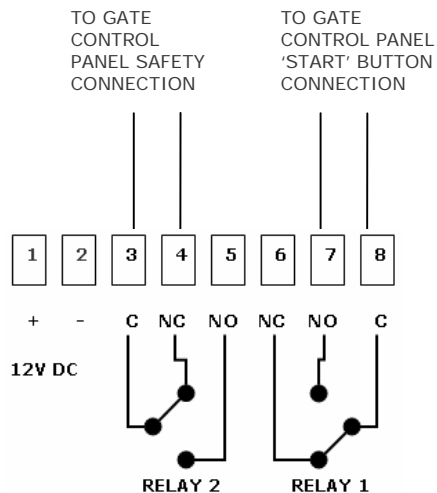 TO GATE
CONTROL
PANEL SAFETY
CONNECTION
TO GATE
CONTROL PANEL
‘START’ BUTTON
CONNECTION
1 2 3 4 5 6 7 8
+ - C NC NO NC NO C
12V DC
RELAY 2 RELAY 1